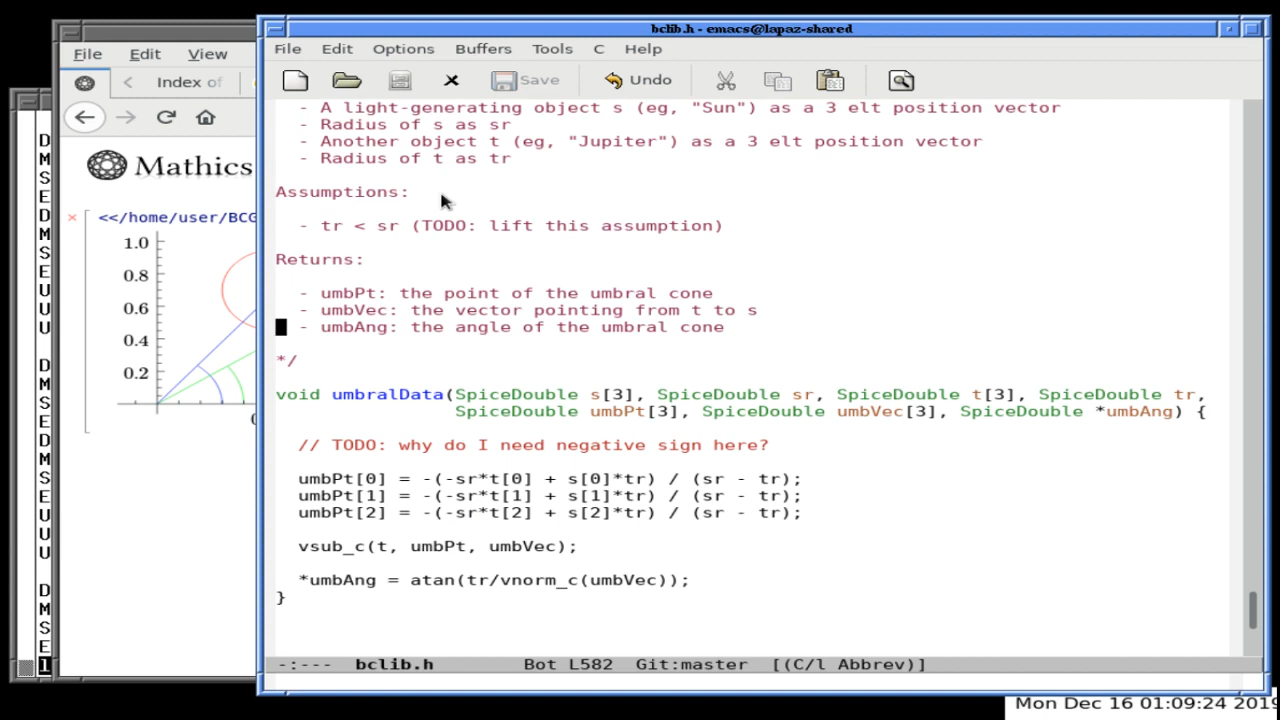 bclib.h - emacs@lapaz-shared
File Edit View
File Edit Options Buffers Tools C Help
Index of
Save Undo
Mathics
<</home/user/BCG
1.0
0.8
0.6
0.4
0.2
D
M
S
E
D
M
S
E
U
U
U
D
M
S
E
D
M
S
E
U
U
U
D
M
S
E
1
- A light-generating object s (eg, "Sun") as a 3 elt position vector
- Radius of s as sr
- Another object t (eg, "Jupiter") as a 3 elt position vector
- Radius of t as tr
Assumptions:
- tr < sr (TODO: lift this assumption)
Returns:
- umbPt: the point of the umbral cone
- umbVec: the vector pointing from t to s
- umbAng: the angle of the umbral cone
*/
void umbralData(SpiceDouble s[3], SpiceDouble sr, SpiceDouble t[3], SpiceDouble tr,
SpiceDouble umbPt[3], SpiceDouble umbVec[3], SpiceDouble *umbAng) {
// TODO: why do I need negative sign here?
umbPt[0] = -(-sr*t[0] + s[0]*tr) / (sr - tr);
umbPt[1] = -(-sr*t[1] + s[1]*tr) / (sr - tr);
umbPt[2] = -(-sr*t[2] + s[2]*tr) / (sr - tr);
vsub_c(t, umbPt, umbVec);
*umbAng = atan(tr/vnorm_c(umbVec));
}
-:--- bclib.h Bot L582 Git:master [(C/l Abbrev)]
Mon Dec 16 01:09:24 2019